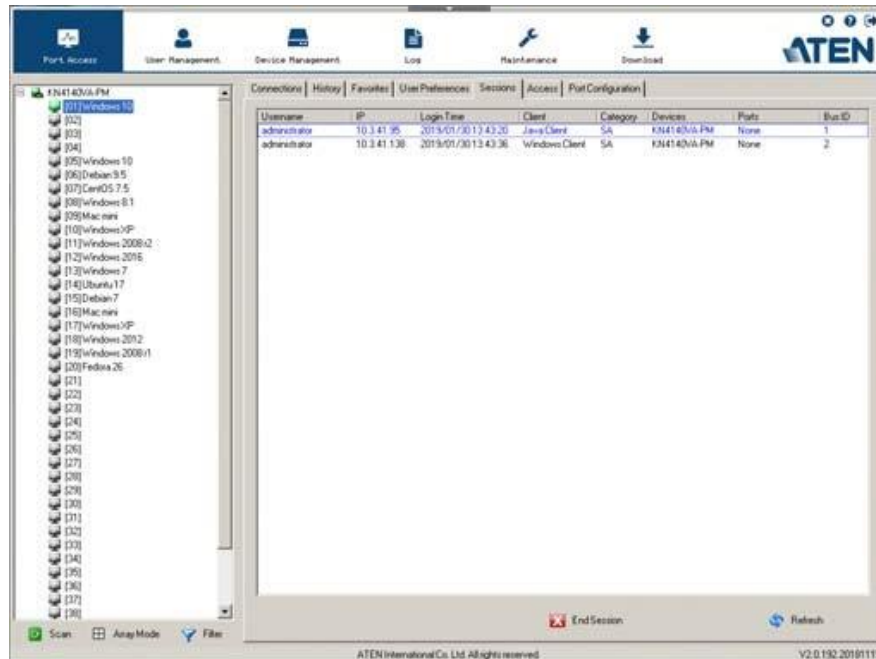 Port Access
User Management
Device Management
Log
Maintenance
Download
ATEN
KN4140VA-PM
[01]Windows 10
[02]
[03]
[04]
[05]Windows 10
[06]Debian 9.5
[07]CentOS 7.5
[08]Windows 8.1
[09]Mac mini
[10]Windows XP
[11]Windows 2008 r2
[12]Windows 2016
[13]Windows 7
[14]Ubuntu 17
[15]Debian 7
[16]Mac mini
[17]Windows XP
[18]Windows 2012
[19]Windows 2008 r1
[20]Fedora 26
[21]
[22]
[23]
[24]
[25]
[26]
[27]
[28]
[29]
[30]
[31]
[32]
[33]
[34]
[35]
[36]
[37]
[38]
Scan Array Mode Filter
Connections History Favorites User Preferences Sessions Access Port Configuration
Username IP Login Time Client Category Devices Ports Bus ID
administrator 10.3.41.95 2019/01/30 13:43:20 Java Client SA KN4140VA-PM None 1
administrator 10.3.41.138 2019/01/30 13:43:36 Windows Client SA KN4140VA-PM None 2
End Session
Refresh
ATEN International Co. Ltd. All rights reserved.